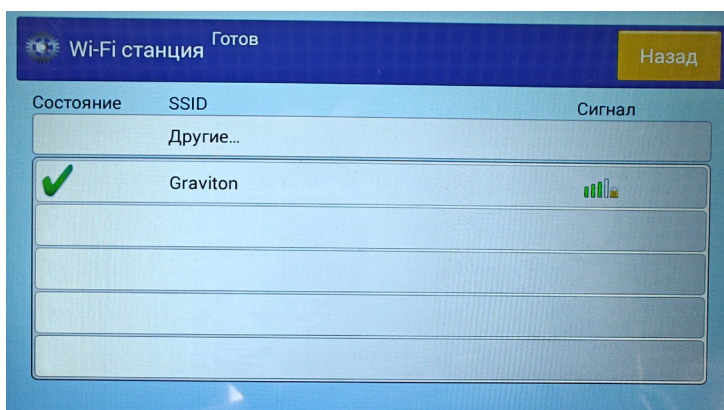 Wi-Fi станция Готов
Назад
Состояние SSID Сигнал
Другие...
Graviton